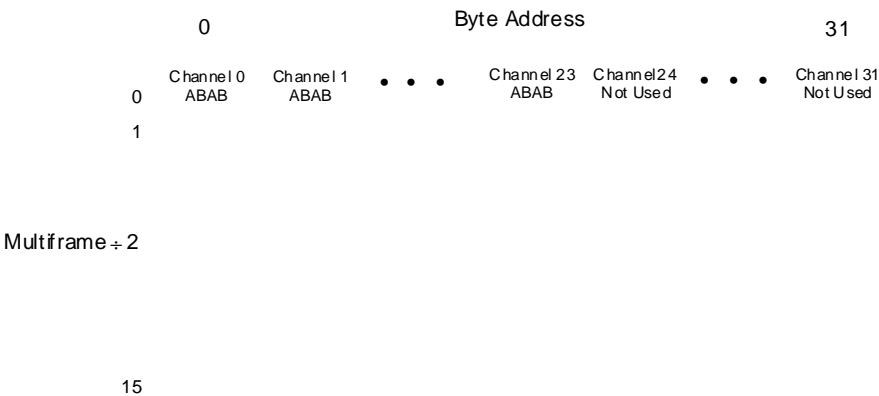 0 Byte Address 31
Channel 0 Channel 1 • • • Channel 23 Channel24 • • • Channel 31
0 ABAB ABAB ABAB Not Used Not Used
1
Multiframe ÷ 2
15